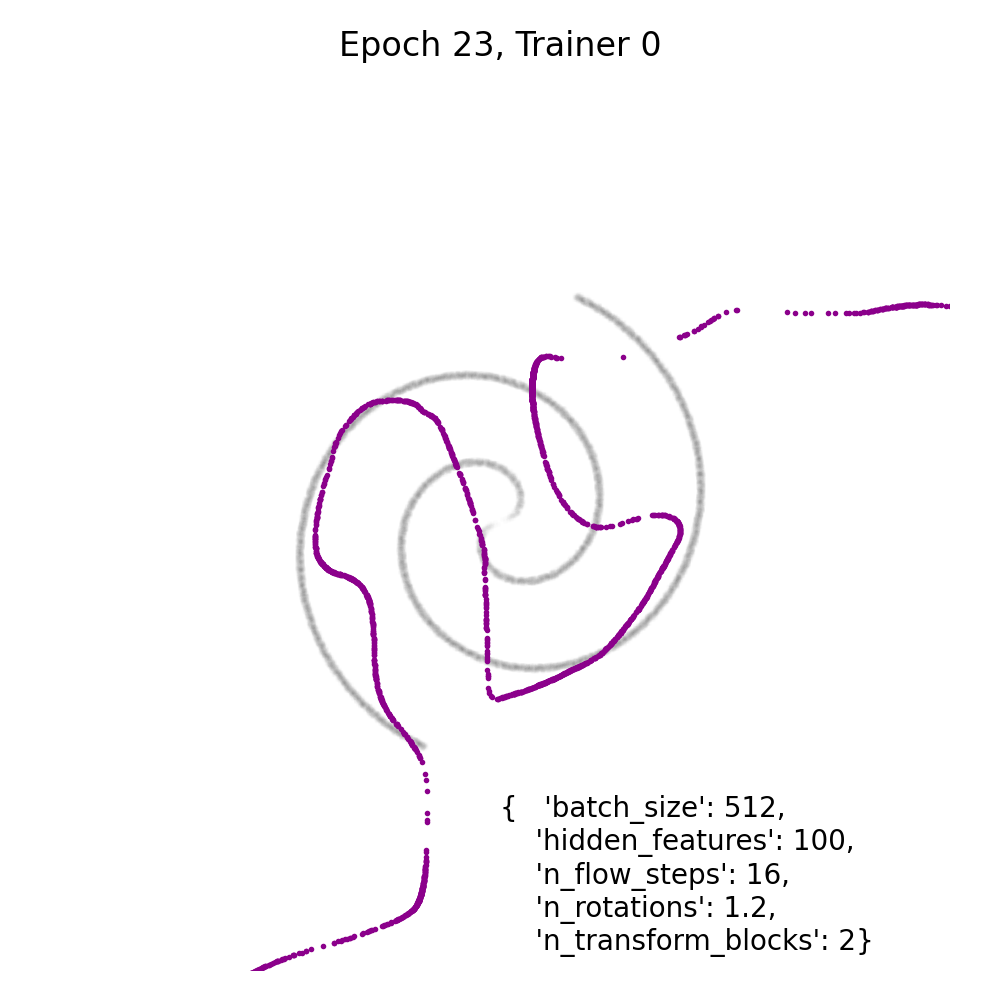 Epoch 23, Trainer 0
{   'batch_size': 512,
'hidden_features': 100,
'n_flow_steps': 16,
'n_rotations': 1.2,
'n_transform_blocks': 2}